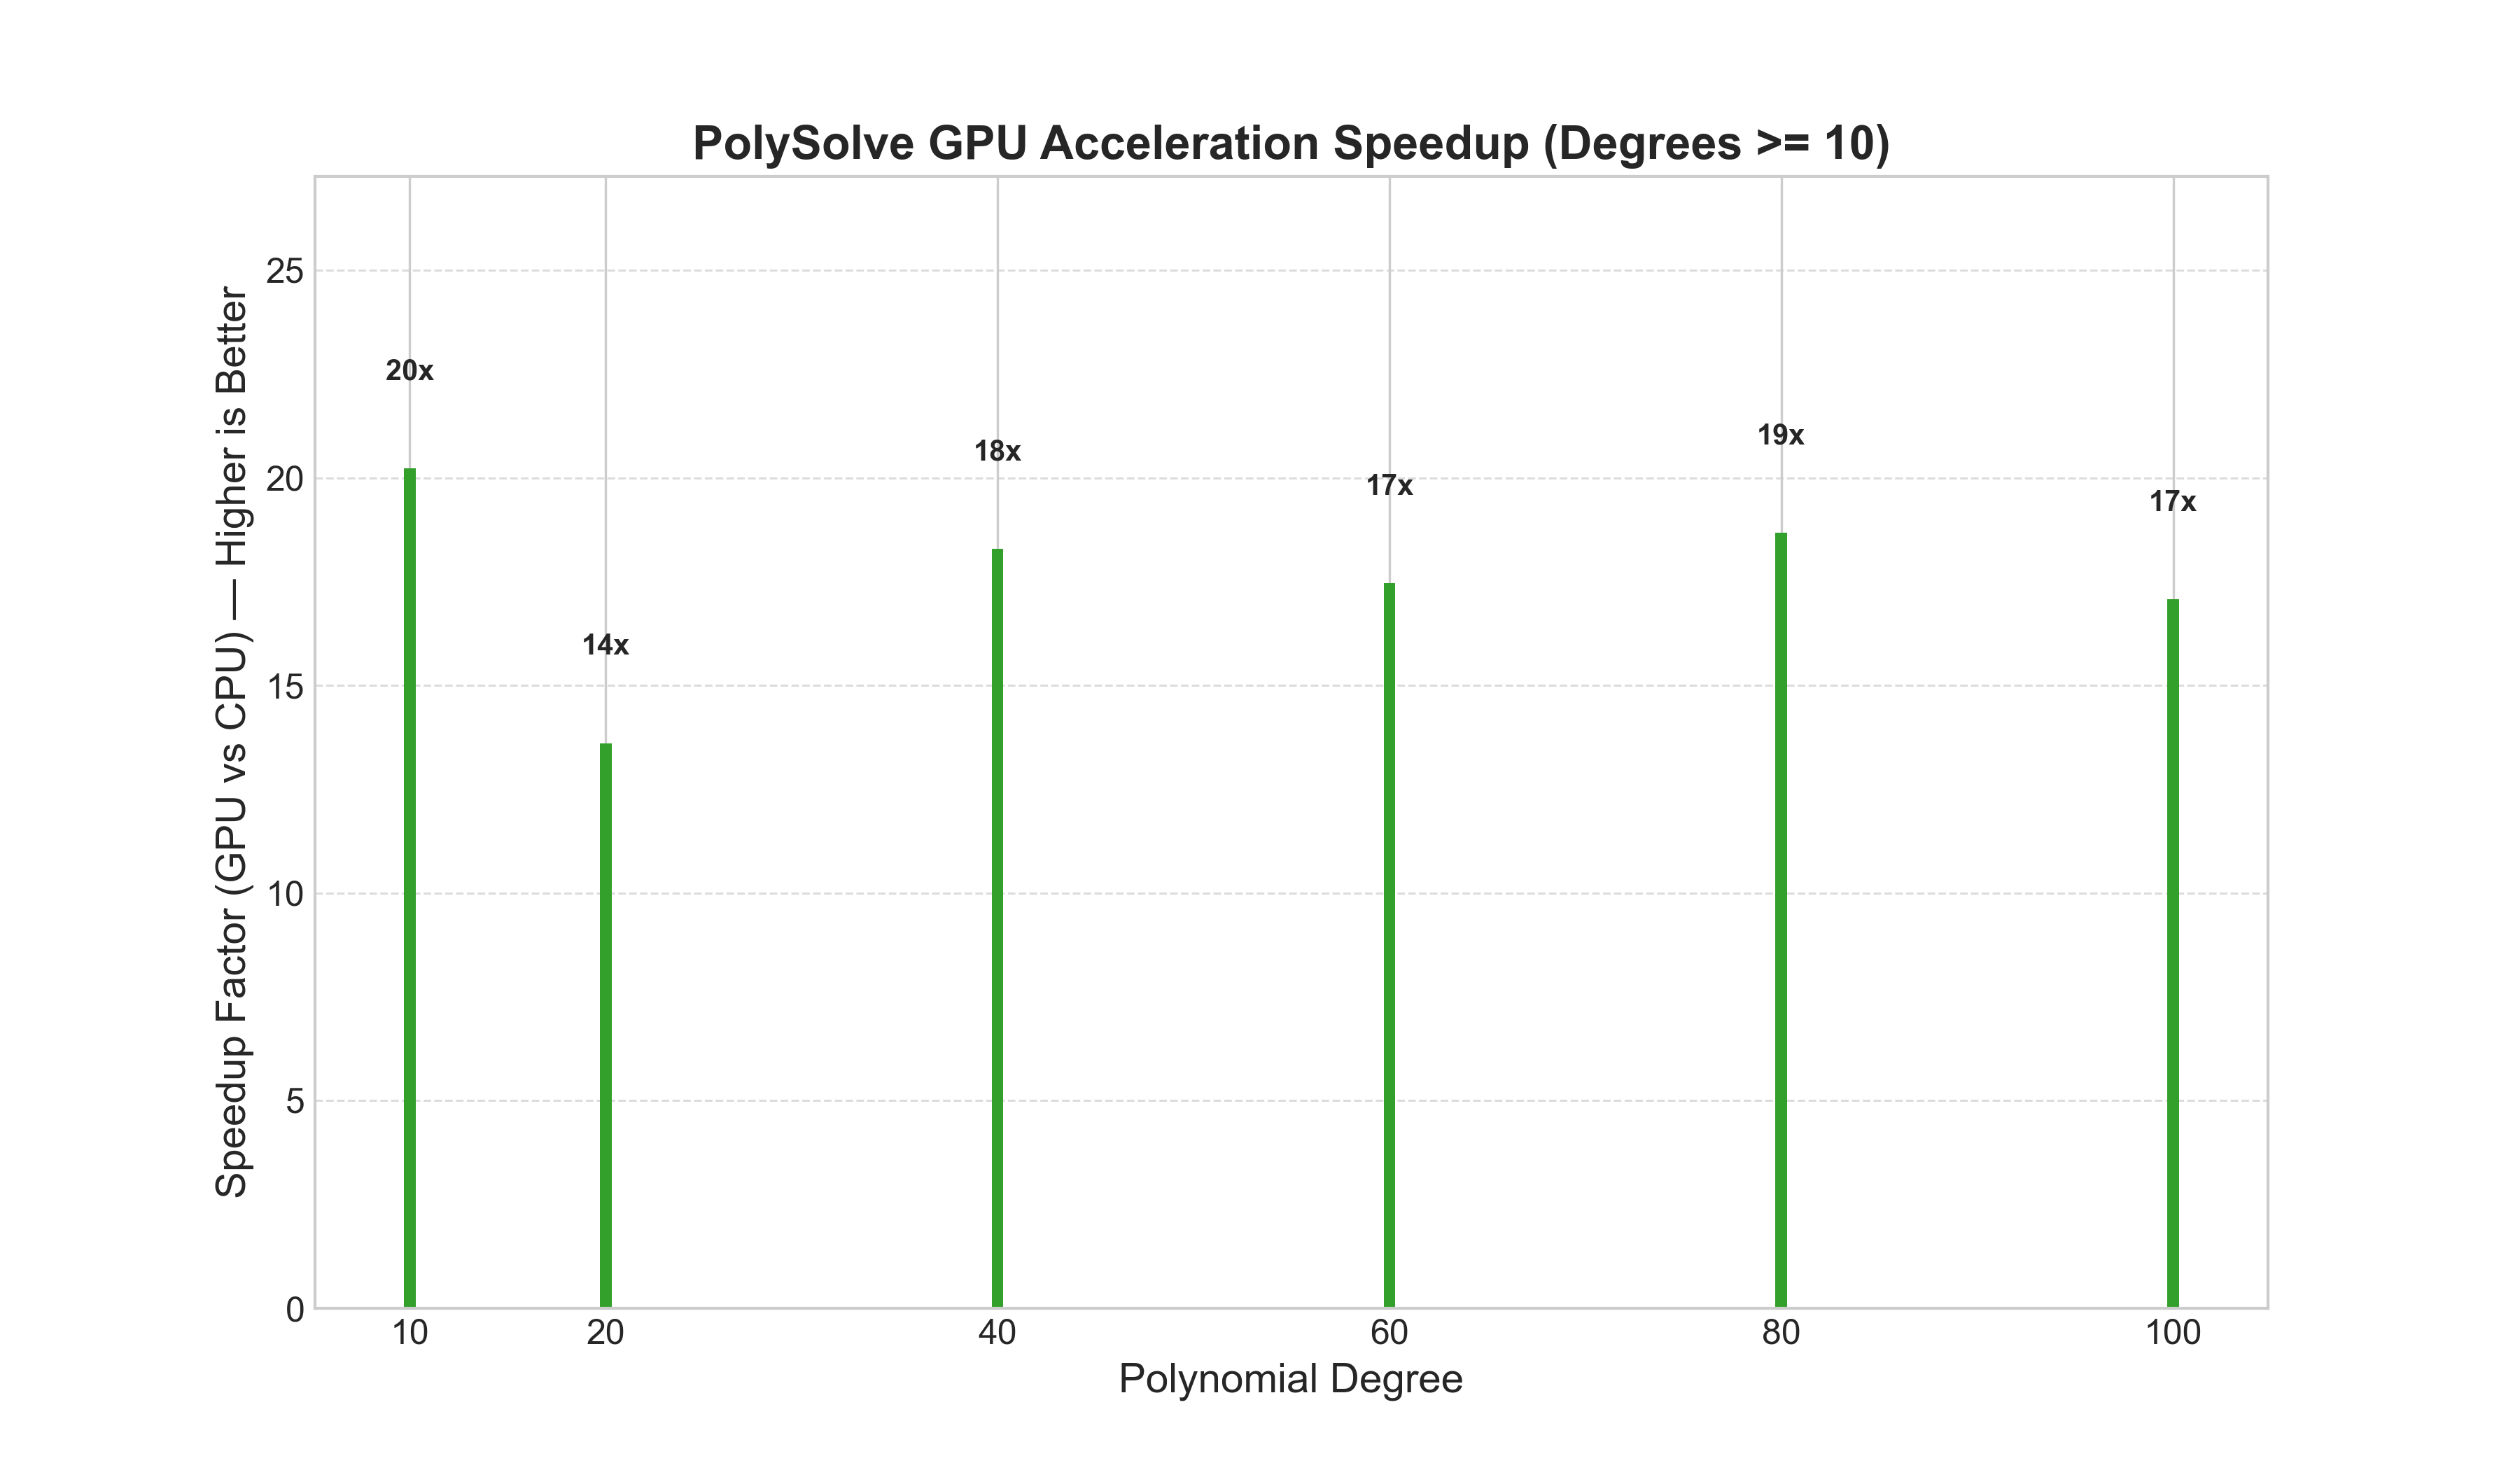 PolySolve GPU Acceleration Speedup (Degrees >= 10)
Speedup Factor (GPU vs CPU) — Higher is Better
25
20
15
10
5
0
20x
14x
18x
17x
19x
17x
10 20 40 60 80 100
Polynomial Degree